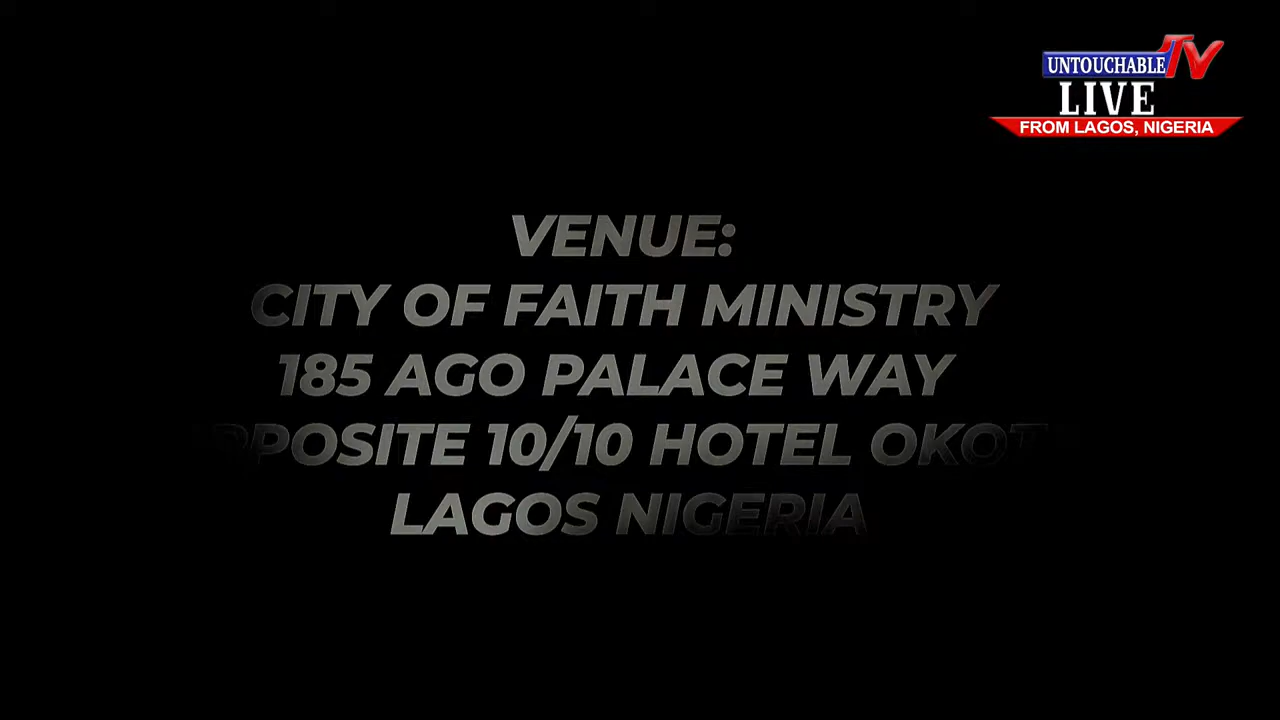 UNTOUCHABLE TV
LIVE
FROM LAGOS, NIGERIA
VENUE:
CITY OF FAITH MINISTRY
185 AGO PALACE WAY
OPPOSITE 10/10 HOTEL
LAGOS NIGERIA